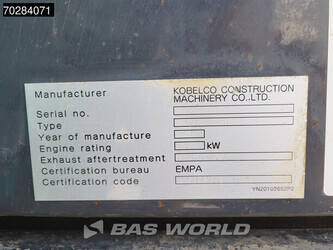 70284071
Manufacturer KOBELCO CONSTRUCTION
MACHINERY CO.,LTD.
Serial no.
Type
Year of manufacture
Engine rating kW
Exhaust aftertreatment
Certification bureau EMPA
Certification code
BAS WORLD